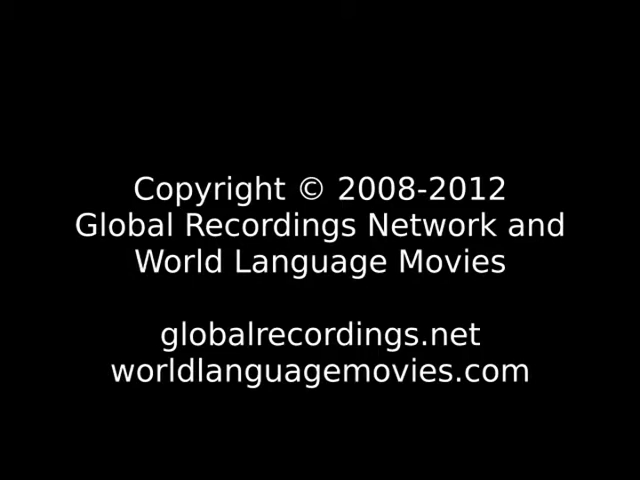 Copyright © 2008-2012
Global Recordings Network and
World Language Movies
globalrecordings.net
worldlanguagemovies.com